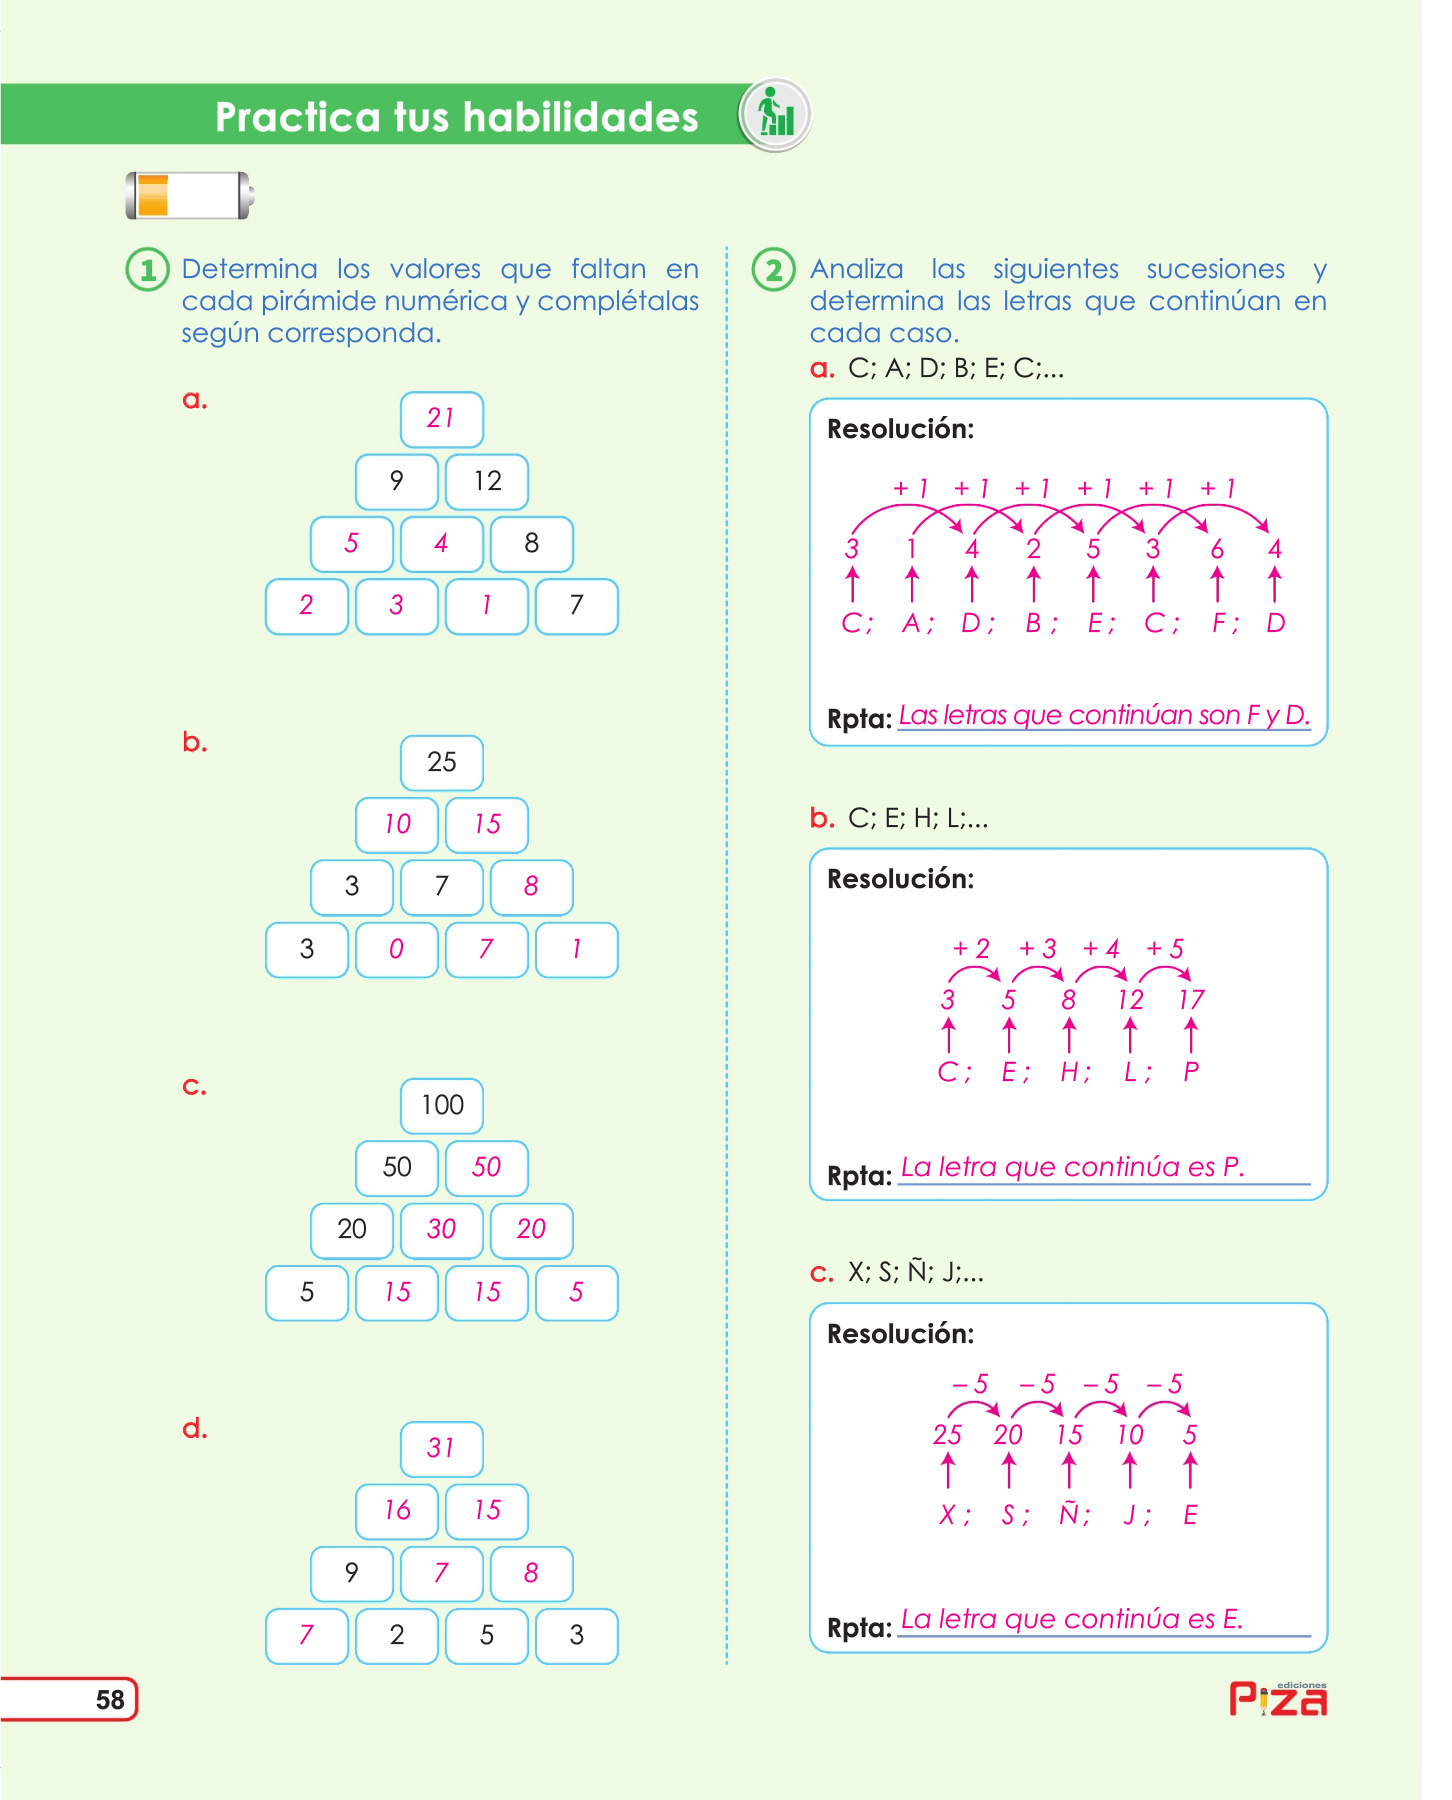 Practica tus habilidades
1 Determina los valores que faltan en
cada pirámide numérica y complétalas
según corresponda.
a.
21
9 12
5 4 8
2 3 1 7
b.
25
10 15
3 7 8
3 0 7 1
c.
100
50 50
20 30 20
5 15 15 5
d.
31
16 15
9 7 8
7 2 5 3
2 Analiza las siguientes sucesiones y
determina las letras que continúan en
cada caso.
a. C; A; D; B; E; C;...
Resolución:
+ 1 + 1 + 1 + 1 + 1 + 1
3 1 4 2 5 3 6 4
C ; A ; D ; B ; E ; C ; F ; D
Rpta: Las letras que continúan son F y D.
b. C; E; H; L;...
Resolución:
+ 2 + 3 + 4 + 5
3 5 8 12 17
C ; E ; H ; L ; P
Rpta: La letra que continúa es P.
c. X; S; Ñ; J;...
Resolución:
– 5 – 5 – 5 – 5
25 20 15 10 5
X ; S ; Ñ ; J ; E
Rpta: La letra que continúa es E.
58
ediciones
Piza